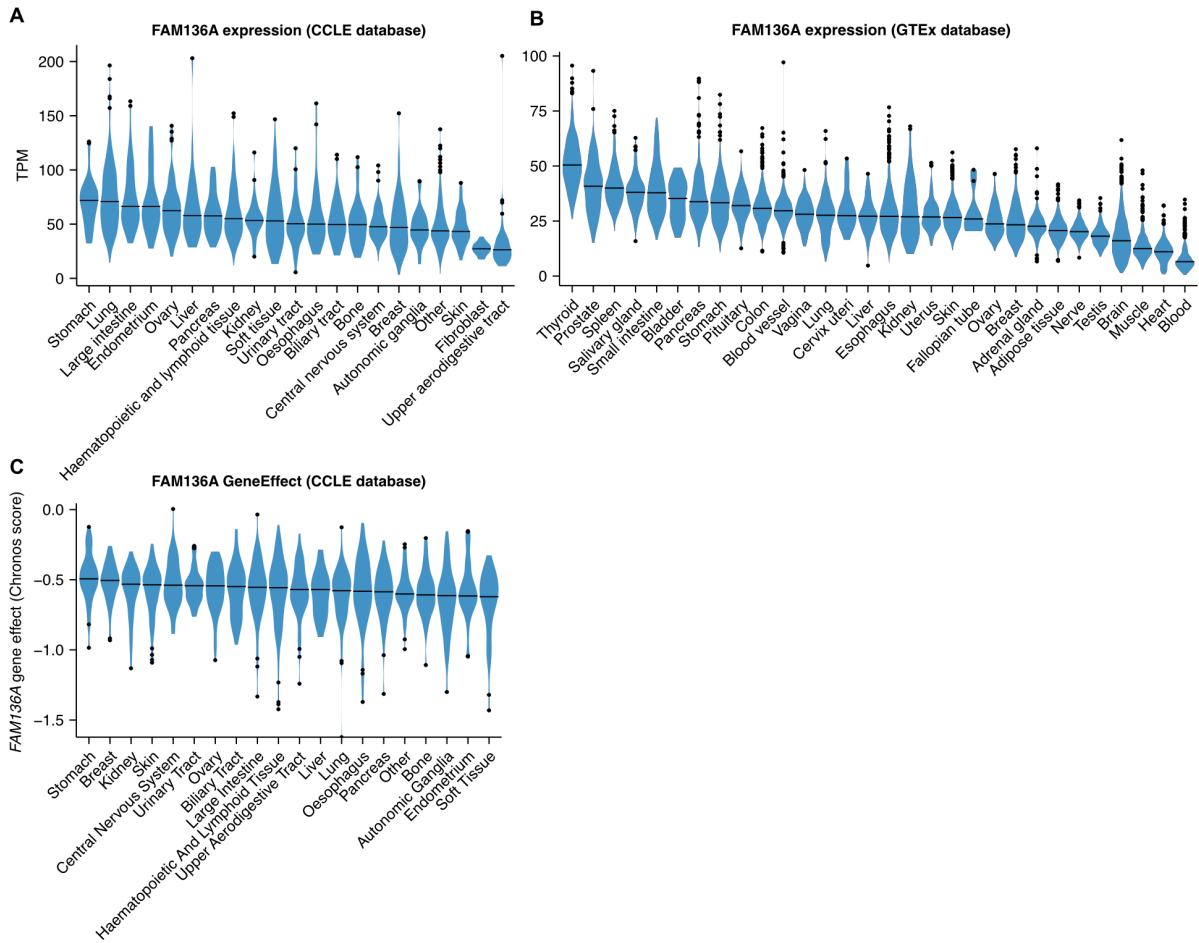 A
FAM136A expression (CCLE database)
TPM
200
150
100
50
0
Stomach
Lung
Large intestine
Endometrium
Ovary
Liver
Pancreas
Haematopoietic and lymphoid tissue
Kidney
Soft tissue
Urinary tract
Oesophagus
Biliary tract
Bone
Central nervous system
Breast
Autonomic ganglia
Other
Skin
Fibroblast
Upper aerodigestive tract
B
FAM136A expression (GTEx database)
100
75
50
25
0
Thyroid
Prostate
Spleen
Salivary gland
Small intestine
Bladder
Pancreas
Stomach
Pituitary
Colon
Blood vessel
Vagina
Lung
Cervix uteri
Liver
Esophagus
Kidney
Uterus
Skin
Fallopian tube
Ovary
Breast
Adrenal gland
Adipose tissue
Nerve
Testis
Brain
Muscle
Heart
Blood
C
FAM136A GeneEffect (CCLE database)
FAM136A gene effect (Chronos score)
0.0
−0.5
−1.0
−1.5
Stomach
Breast
Kidney
Skin
Central Nervous System
Urinary Tract
Ovary
Biliary Tract
Large Intestine
Haematopoietic And Lymphoid Tissue
Upper Aerodigestive Tract
Liver
Lung
Oesophagus
Pancreas
Other
Bone
Autonomic Ganglia
Endometrium
Soft Tissue